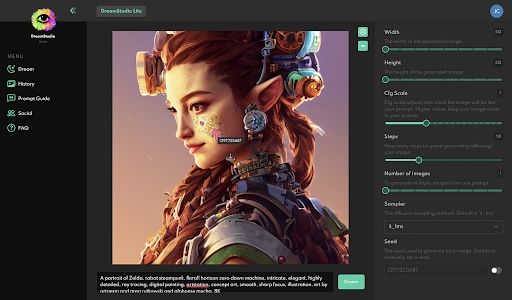 DreamStudio
DreamStudio Lite
JC
MENU
Dream
History
Prompt Guide
Social
FAQ
1297255687
Width
512
The width of the generated image.
Height
512
The height of the generated image.
Cfg Scale
7
Cfg scale adjusts how much the image will be like
your prompt. Higher values keep your image closer
to your prompt.
Steps
50
How many steps to spend generating (diffusing)
your image.
Number of Images
1
To generate multiple images from one prompt.
Sampler
The diffusion sampling method. Default is 'k_lms'
k_lms
Seed
The seed used to generate your image. Enable to
manually set a seed.
1297255687
A portrait of Zelda, robot steampunk, floral! horizon zero dawn machine, intricate, elegant, highly
detailed, ray tracing, digital painting, artstation, concept art, smooth, sharp focus, illustration, art by
artgerm and greg rutkowski and alphonse mucha, 8K
Dream